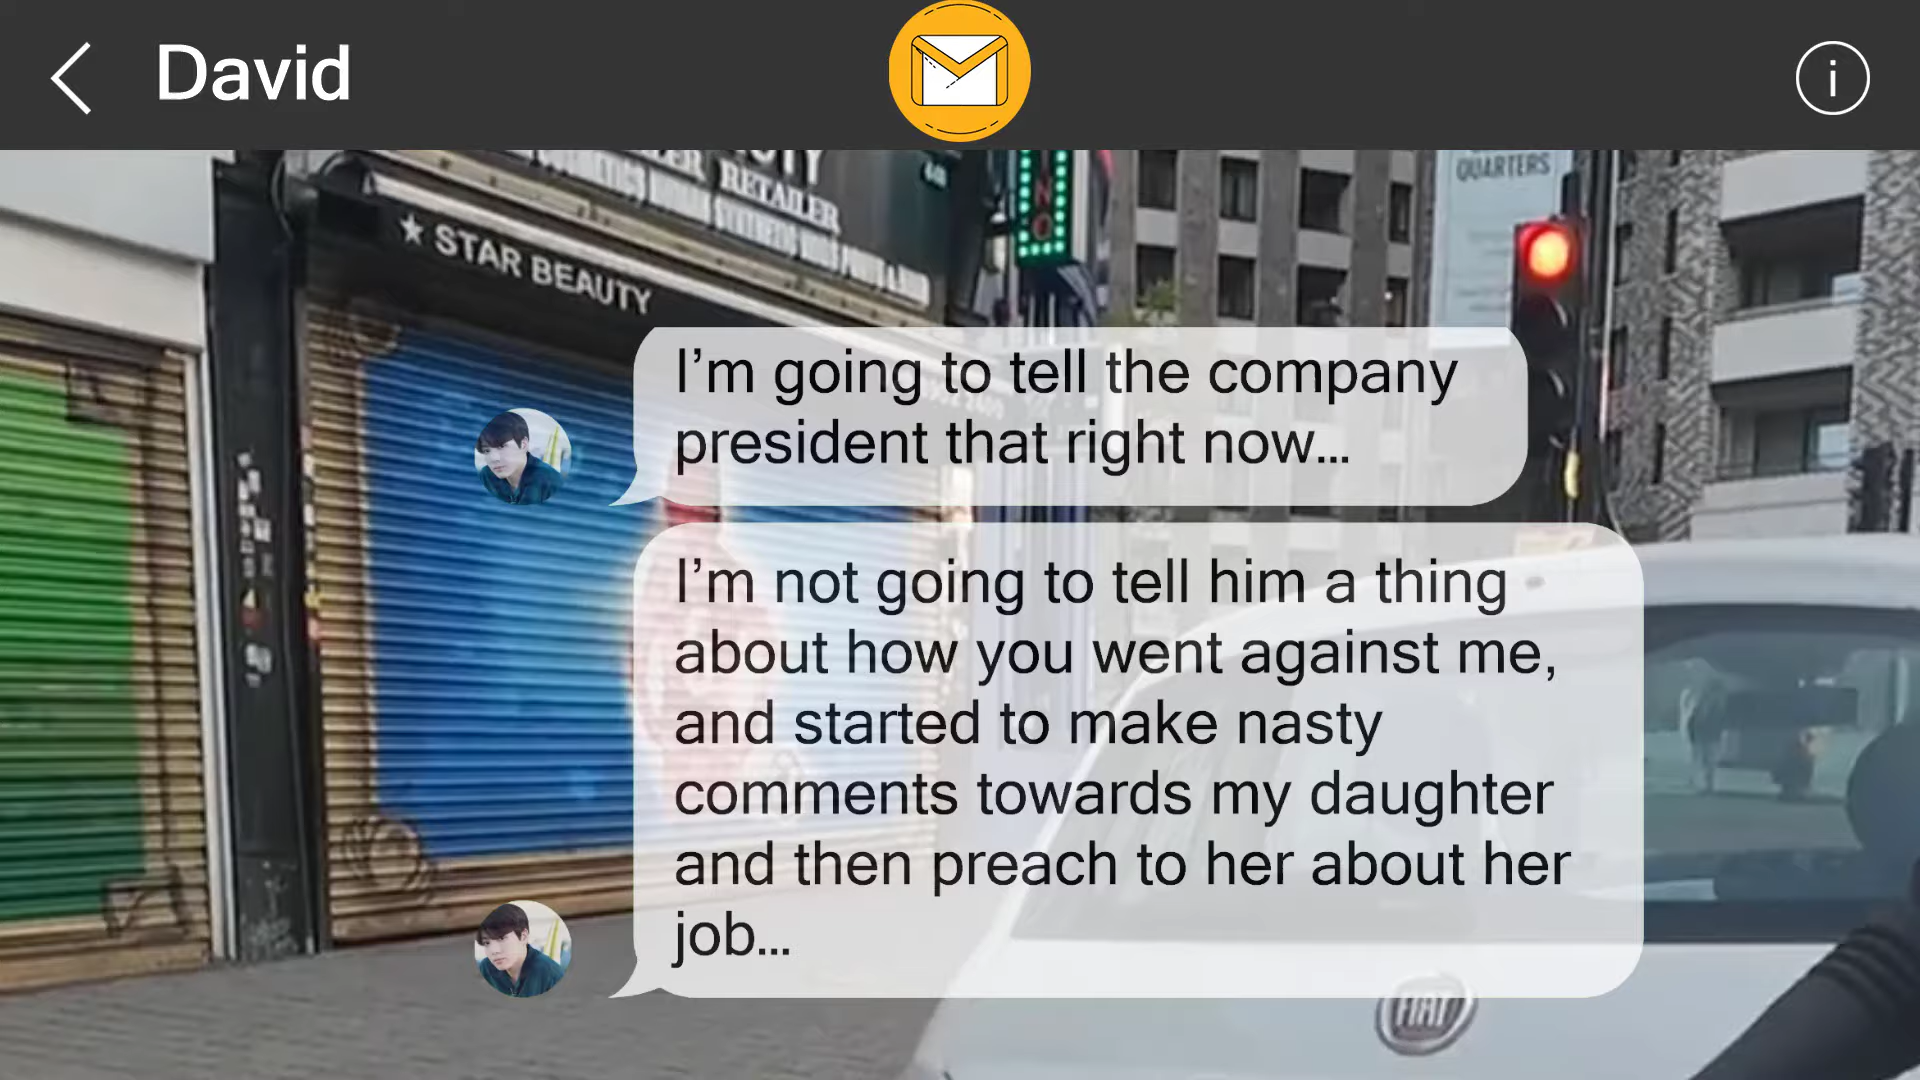 David
QUARTERS
RETAILER
★ STAR BEAUTY
I’m going to tell the company
president that right now...
I’m not going to tell him a thing
about how you went against me,
and started to make nasty
comments towards my daughter
and then preach to her about her
job...
FIAT